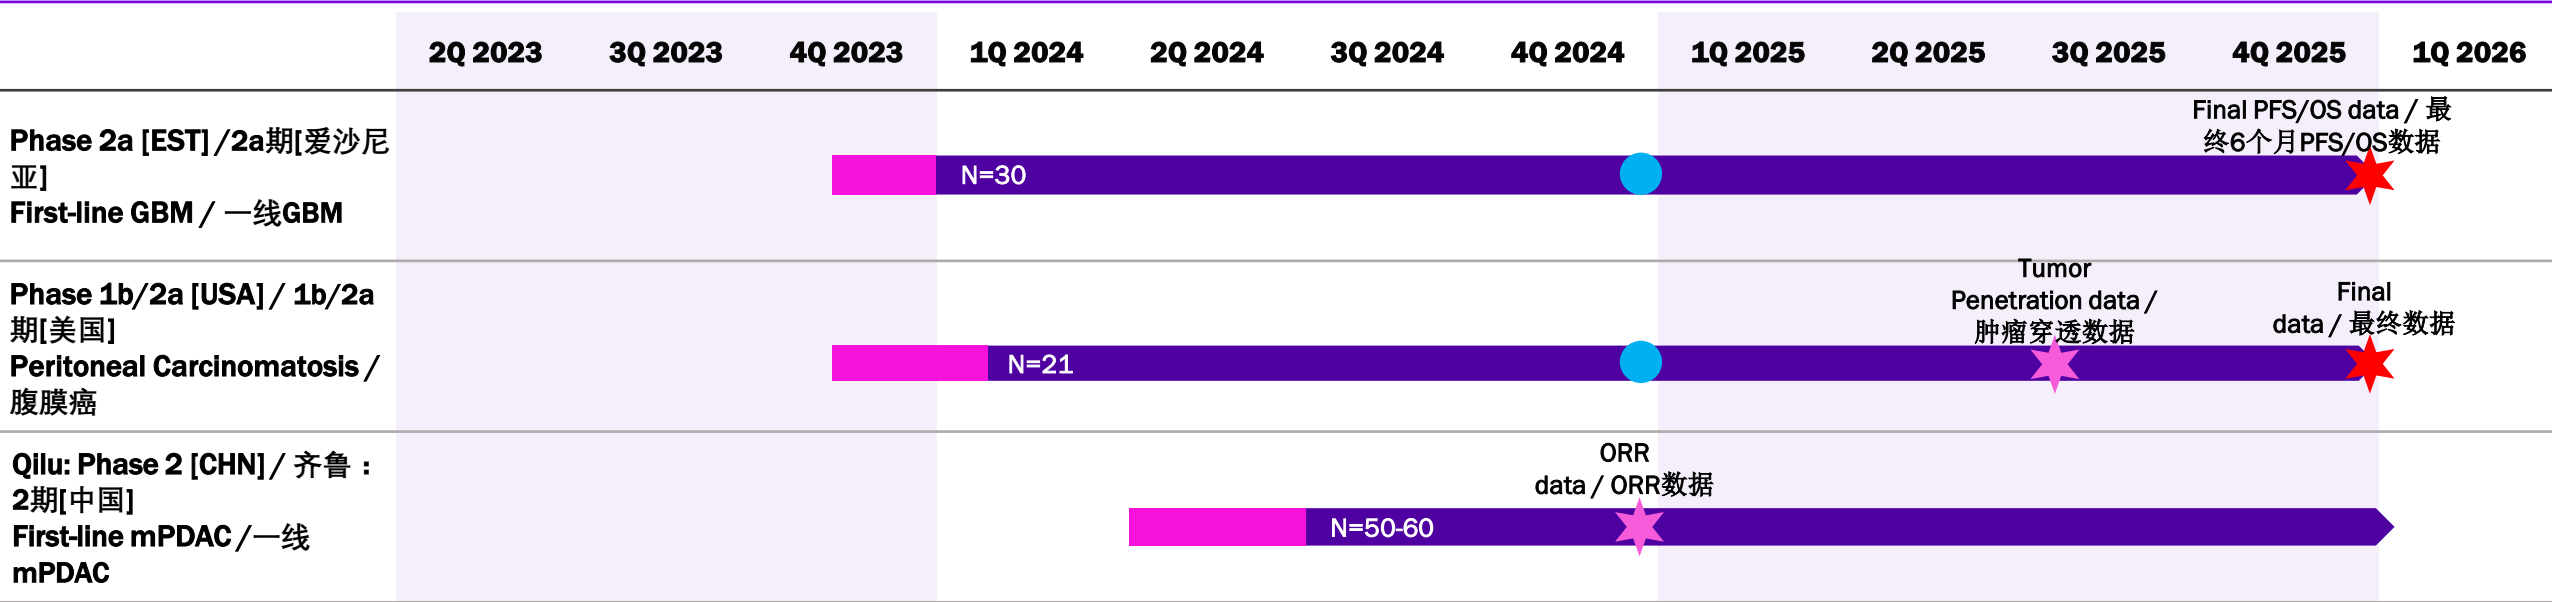 2Q 2023 3Q 2023 4Q 2023 1Q 2024 2Q 2024 3Q 2024 4Q 2024 1Q 2025 2Q 2025 3Q 2025 4Q 2025 1Q 2026
Phase 2a [EST] /2a期[爱沙尼
亚]
First-line GBM / 一线GBM
N=30
Final PFS/OS data / 最
终6个月PFS/OS数据
Phase 1b/2a [USA] / 1b/2a
期[美国]
Peritoneal Carcinomatosis /
腹膜癌
N=21
Tumor
Penetration data /
肿瘤穿透数据
Final
data / 最终数据
Qilu: Phase 2 [CHN] / 齐鲁：
2期[中国]
First-line mPDAC /一线
mPDAC
N=50-60
ORR
data / ORR数据